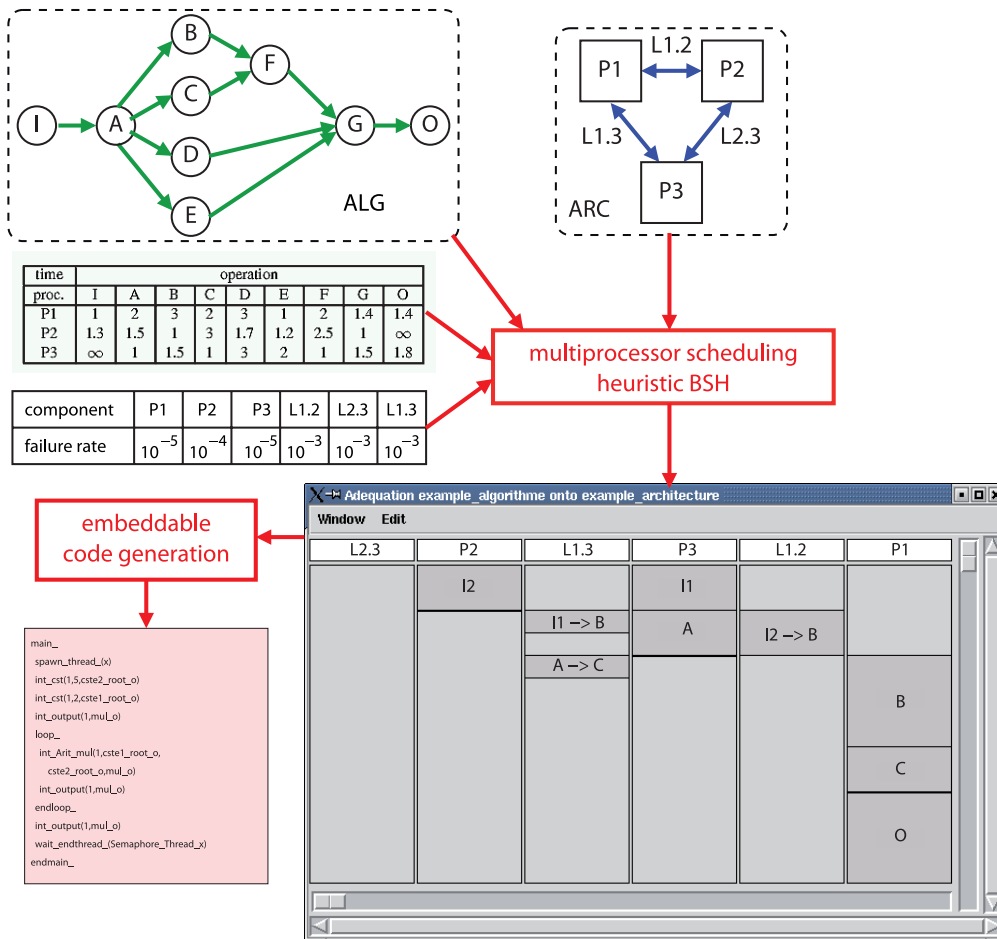 B
F
C
I
A
G
O
D
E
ALG
L1.2
P1
P2
L1.3
L2.3
P3
ARC
time operation
proc. I A B C D E F G O
P1 1 2 3 2 3 1 2 1.4 1.4
P2 1.3 1.5 1 3 1.7 1.2 2.5 1 ∞
P3 ∞ 1 1.5 1 3 2 1 1.5 1.8
multiprocessor scheduling
heuristic BSH
component P1 P2 P3 L1.2 L2.3 L1.3
failure rate 10⁻⁵ 10⁻⁴ 10⁻⁵ 10⁻³ 10⁻³ 10⁻³
embeddable
code generation
Adequation example_algorithme onto example_architecture
Window Edit
L2.3 P2 L1.3 P3 L1.2 P1
I2 I1
I1 –> B A I2 –> B
A –> C
B
C
O
main_
spawn_thread_(x)
int_cst(1,5,cste2_root_o)
int_cst(1,2,cste1_root_o)
int_output(1,mul_o)
loop_
int_Arit_mul(1,cste1_root_o,
cste2_root_o,mul_o)
int_output(1,mul_o)
endloop_
int_output(1,mul_o)
wait_endthread_(Semaphore_Thread_x)
endmain_